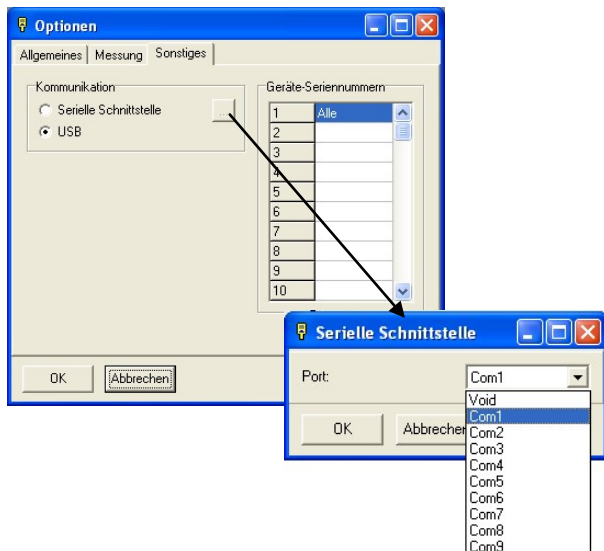 Optionen
Allgemeines Messung Sonstiges
Kommunikation
Serielle Schnittstelle ...
USB
Geräte-Seriennummern
1 Alle
2
3
4
5
6
7
8
9
10
OK Abbrechen
Serielle Schnittstelle
Port: Com1
Void
Com1
Com2
Com3
Com4
Com5
Com6
Com7
Com8
Com9
OK Abbrechen